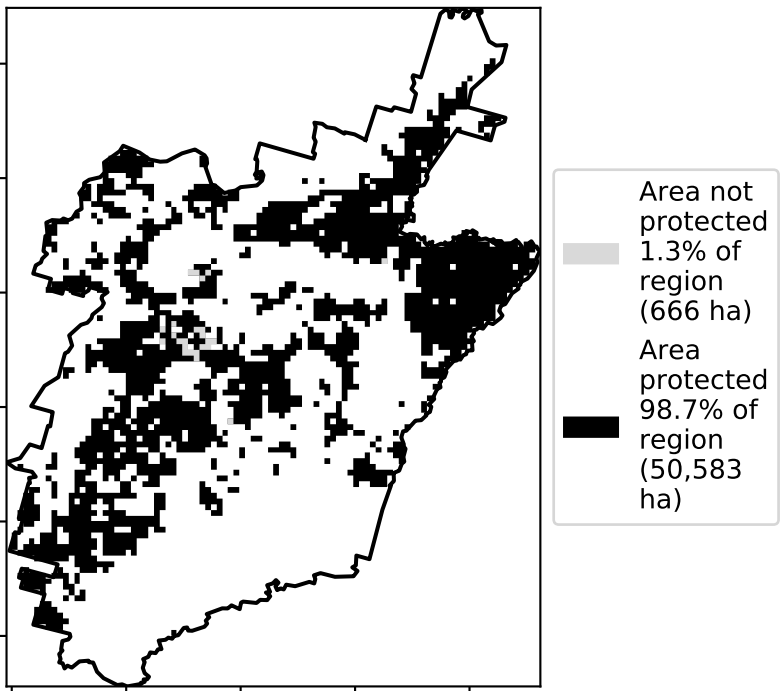 Area not
protected
1.3% of
region
(666 ha)
Area
protected
98.7% of
region
(50,583
ha)